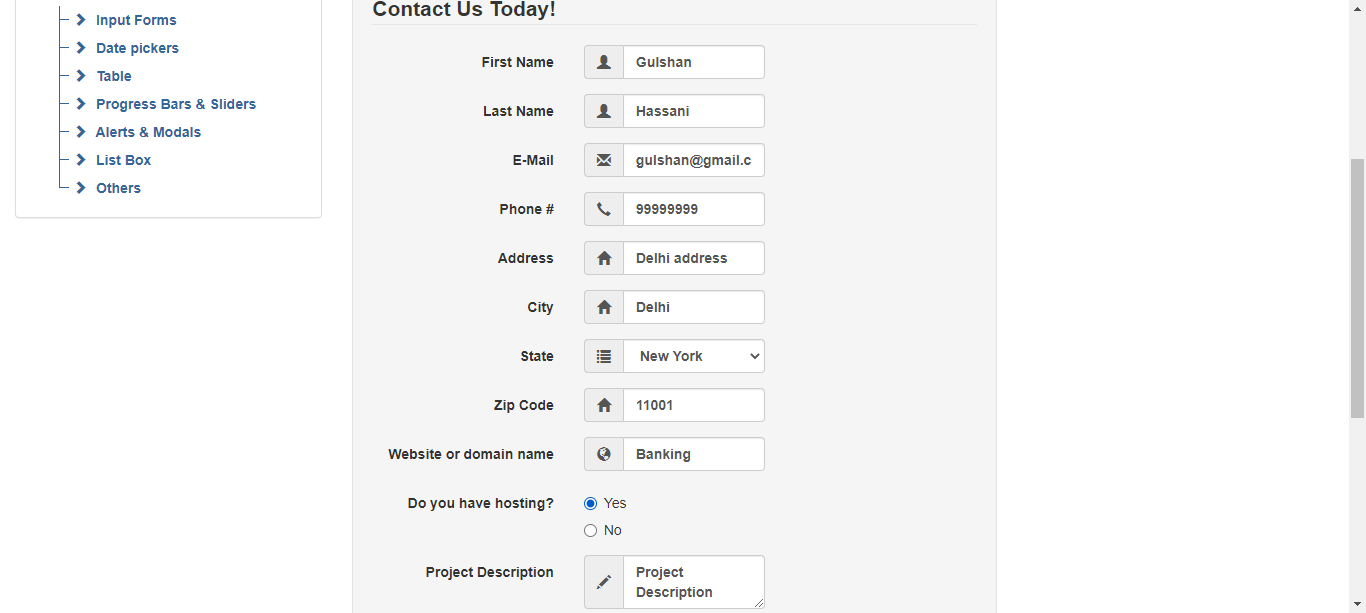 Input Forms
Date pickers
Table
Progress Bars & Sliders
Alerts & Modals
List Box
Others
Contact Us Today!
First Name Gulshan
Last Name Hassani
E-Mail gulshan@gmail.c
Phone # 99999999
Address Delhi address
City Delhi
State New York
Zip Code 11001
Website or domain name Banking
Do you have hosting? Yes
No
Project Description Project
Description